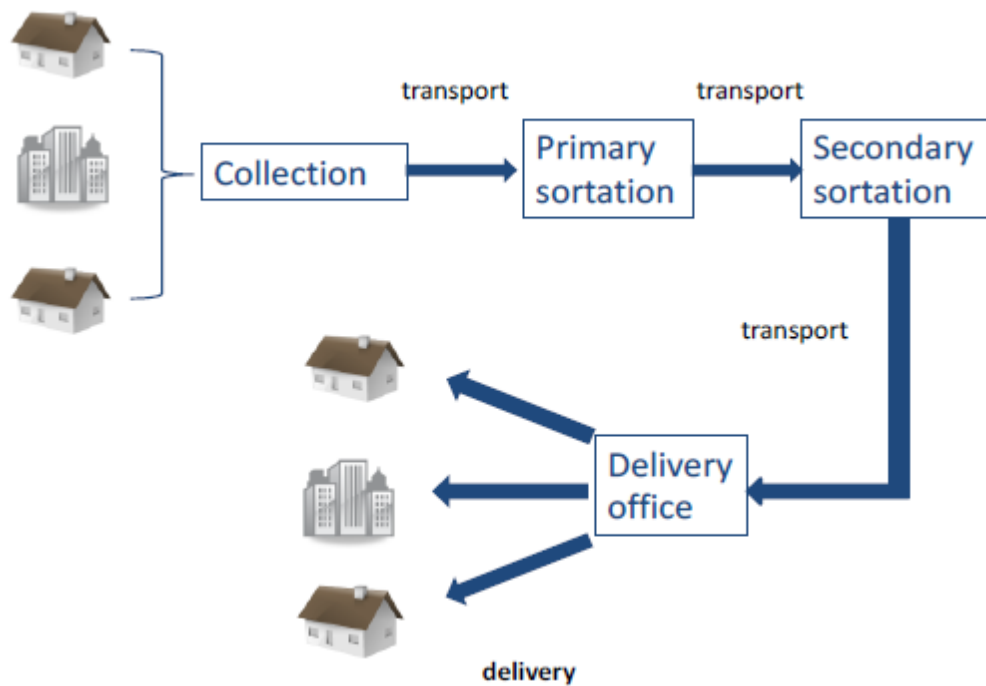 transport
transport
Collection
Primary
sortation
Secondary
sortation
transport
Delivery
office
delivery